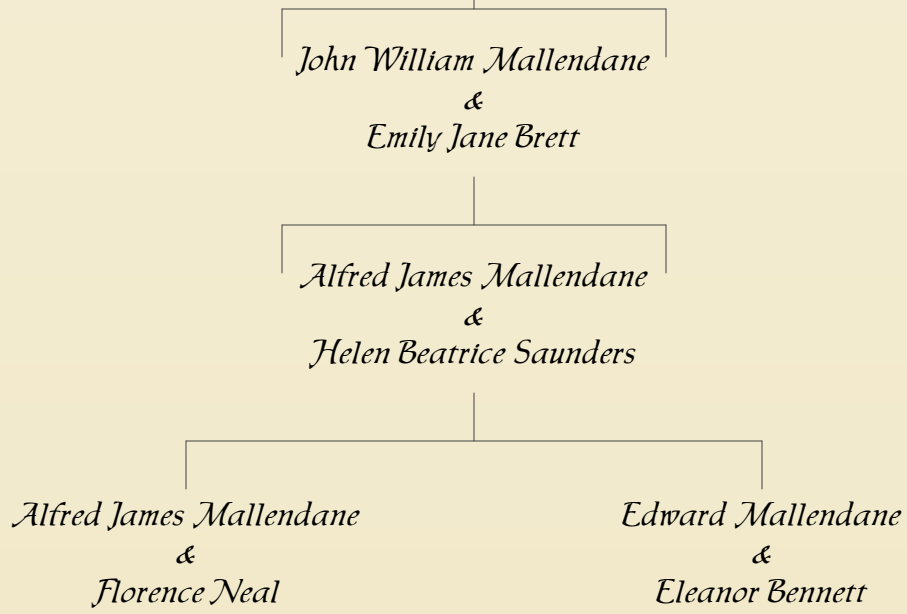 John William Mallendane
&
Emily Jane Brett
Alfred James Mallendane
&
Helen Beatrice Saunders
Alfred James Mallendane
&
Florence Neal
Edward Mallendane
&
Eleanor Bennett